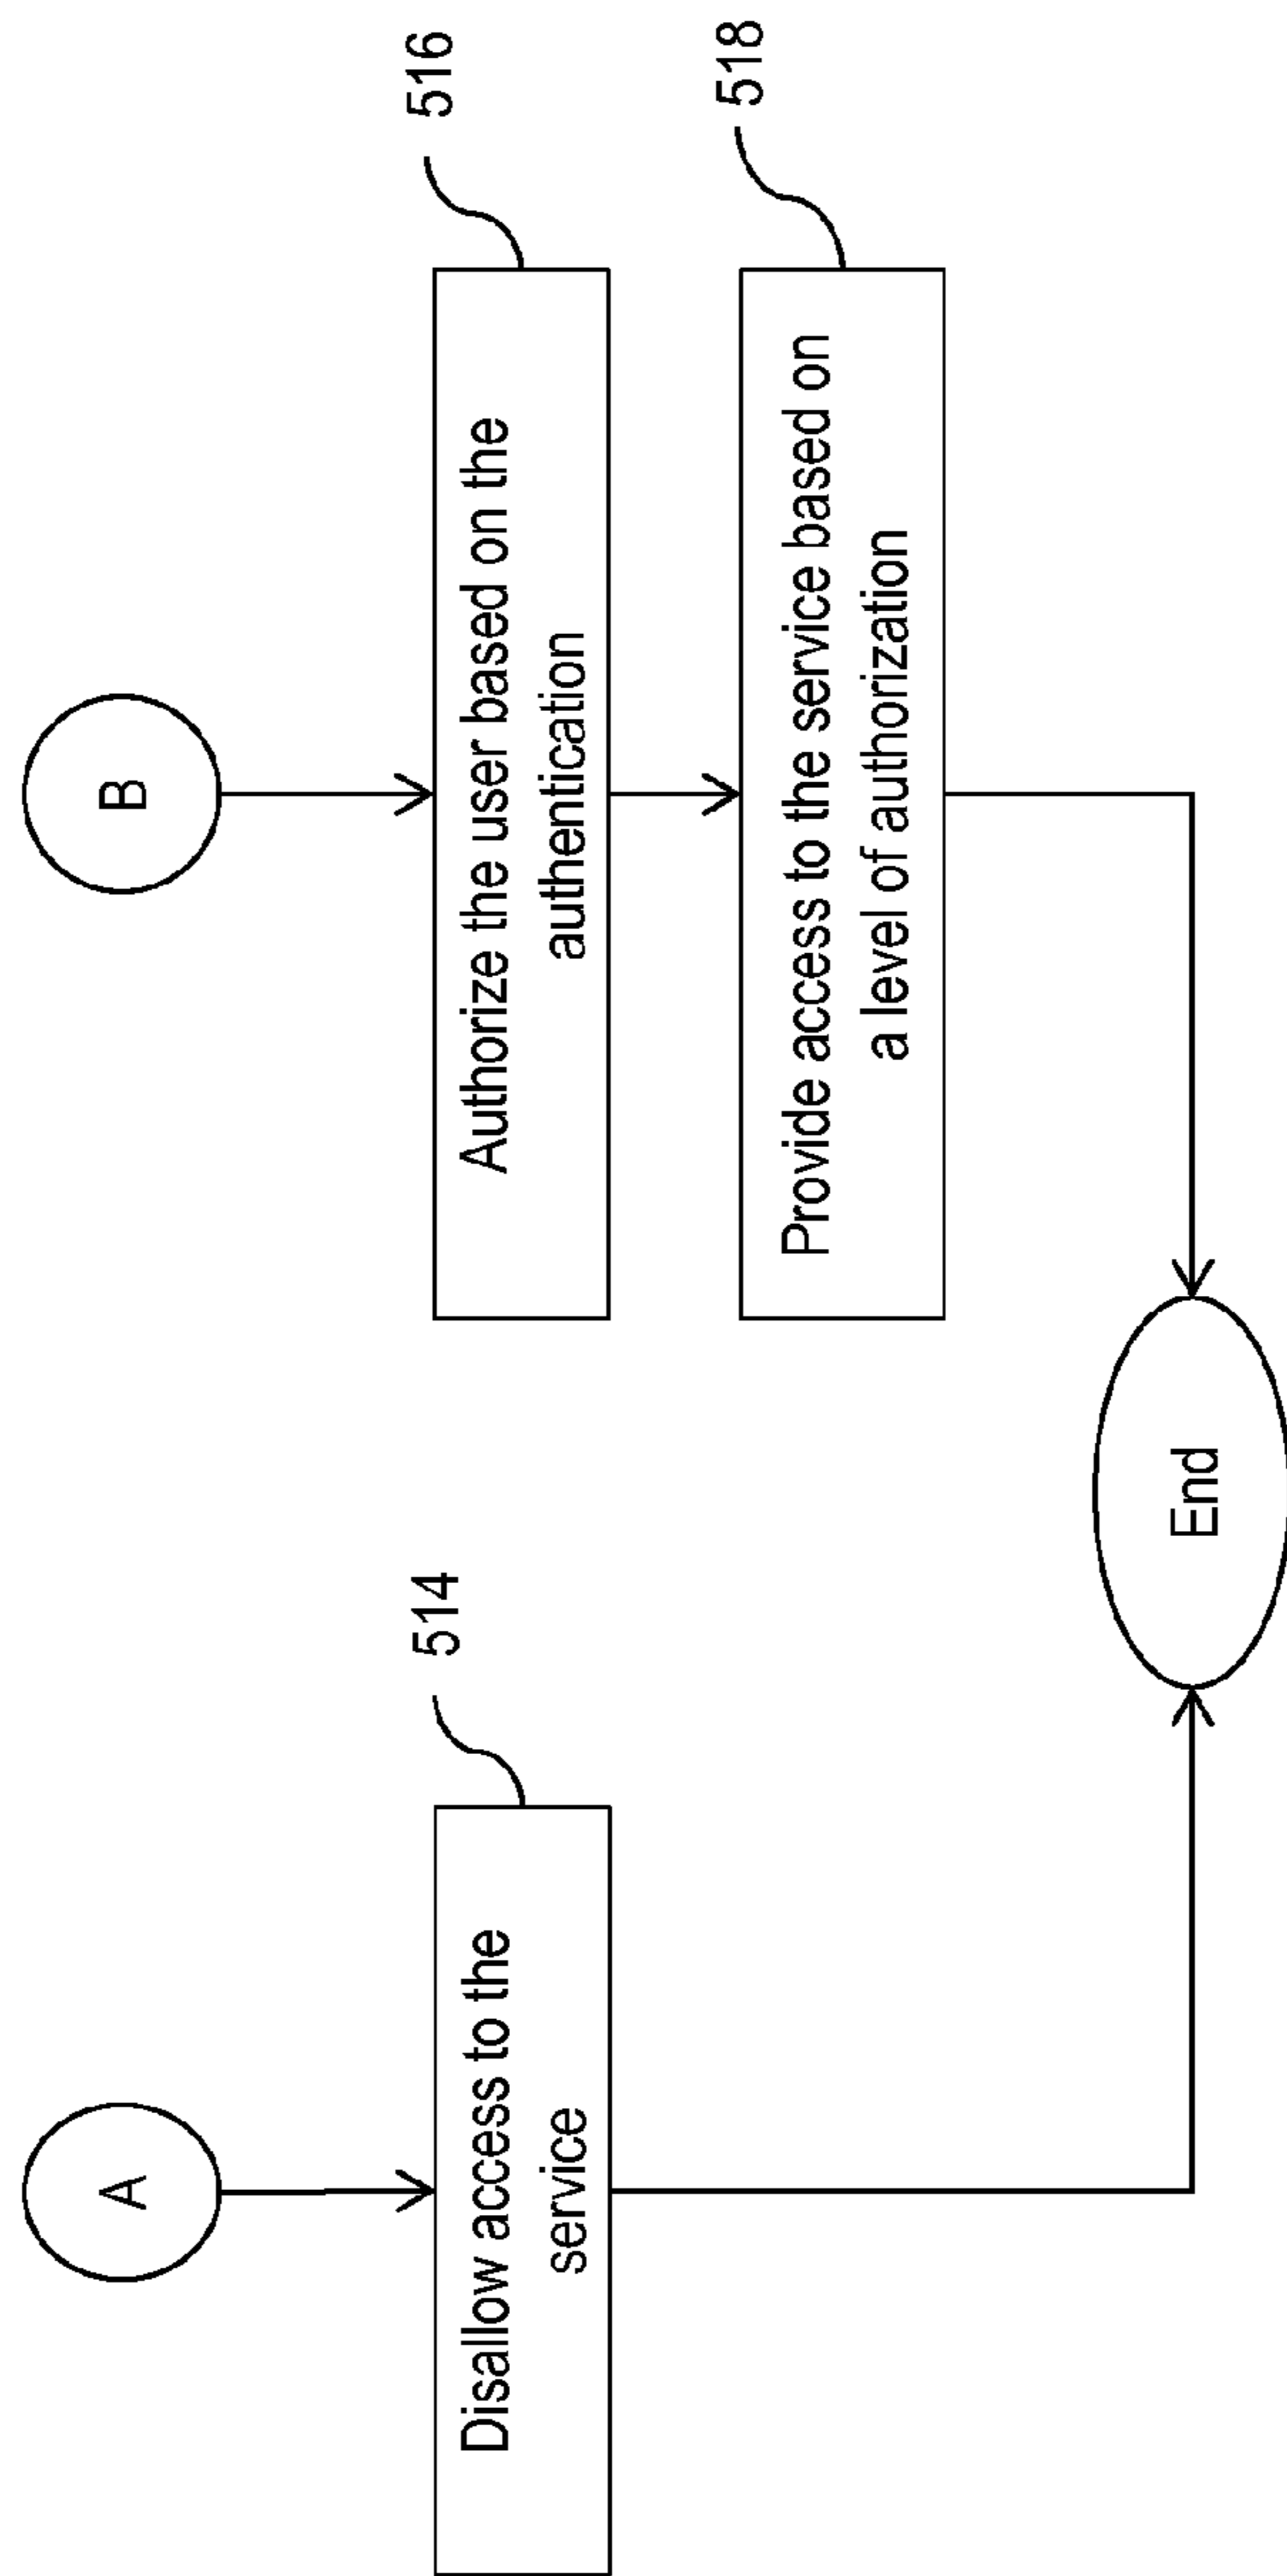 A
514
Disallow access to the
service
B
516
Authorize the user based on the
authentication
518
Provide access to the service based on
a level of authorization
End